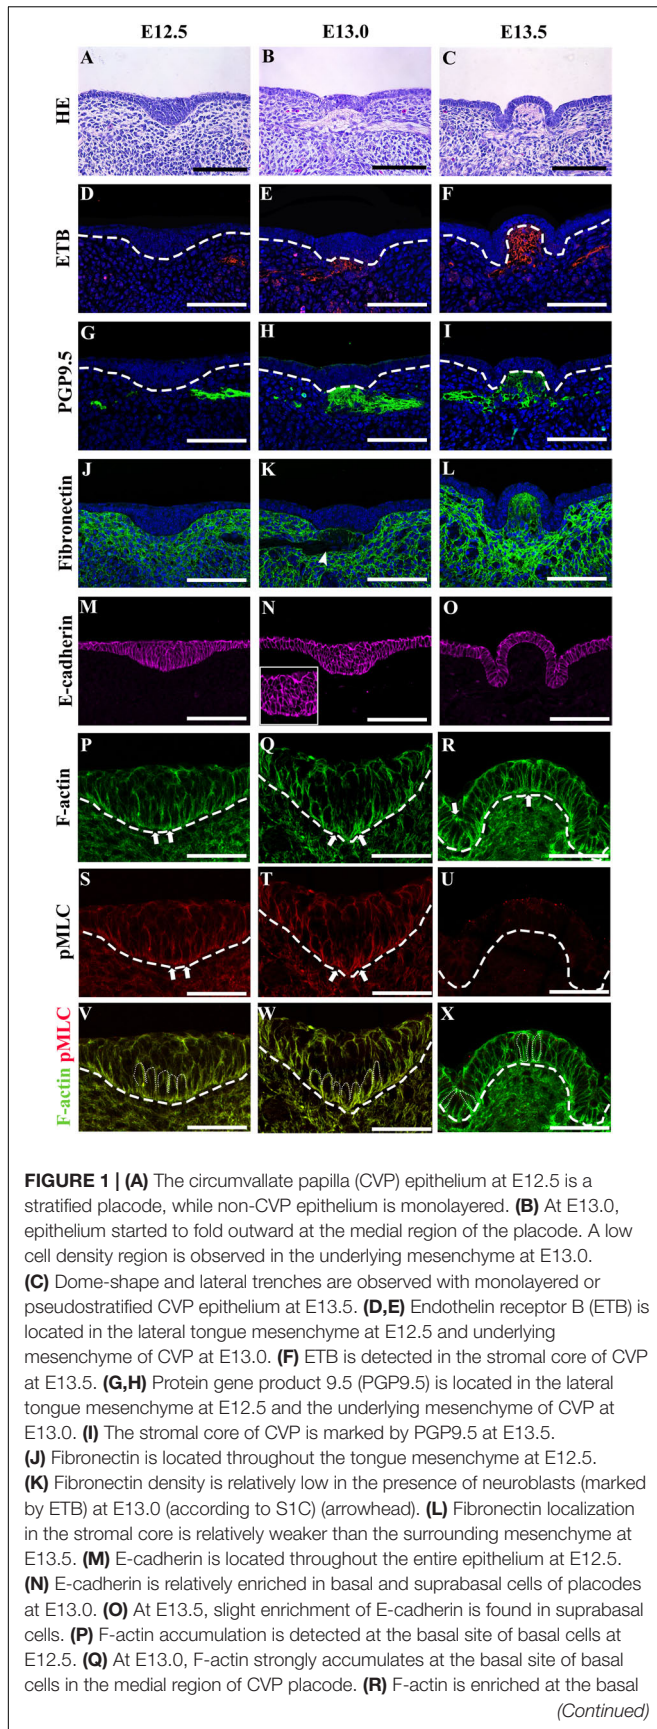 E12.5 E13.0 E13.5
HE
A B C
ETB
D E F
PGP9.5
G H I
Fibronectin
J K L
E-cadherin
M N O
F-actin
P Q R
pMLC
S T U
F-actin pMLC
V W X
FIGURE 1 | (A) The circumvallate papilla (CVP) epithelium at E12.5 is a
stratified placode, while non-CVP epithelium is monolayered. (B) At E13.0,
epithelium started to fold outward at the medial region of the placode. A low
cell density region is observed in the underlying mesenchyme at E13.0.
(C) Dome-shape and lateral trenches are observed with monolayered or
pseudostratified CVP epithelium at E13.5. (D,E) Endothelin receptor B (ETB) is
located in the lateral tongue mesenchyme at E12.5 and underlying
mesenchyme of CVP at E13.0. (F) ETB is detected in the stromal core of CVP
at E13.5. (G,H) Protein gene product 9.5 (PGP9.5) is located in the lateral
tongue mesenchyme at E12.5 and the underlying mesenchyme of CVP at
E13.0. (I) The stromal core of CVP is marked by PGP9.5 at E13.5.
(J) Fibronectin is located throughout the tongue mesenchyme at E12.5.
(K) Fibronectin density is relatively low in the presence of neuroblasts (marked
by ETB) at E13.0 (according to S1C) (arrowhead). (L) Fibronectin localization
in the stromal core is relatively weaker than the surrounding mesenchyme at
E13.5. (M) E-cadherin is located throughout the entire epithelium at E12.5.
(N) E-cadherin is relatively enriched in basal and suprabasal cells of placodes
at E13.0. (O) At E13.5, slight enrichment of E-cadherin is found in suprabasal
cells. (P) F-actin accumulation is detected at the basal site of basal cells at
E12.5. (Q) At E13.0, F-actin strongly accumulates at the basal site of basal
cells in the medial region of CVP placode. (R) F-actin is enriched at the basal
(Continued)